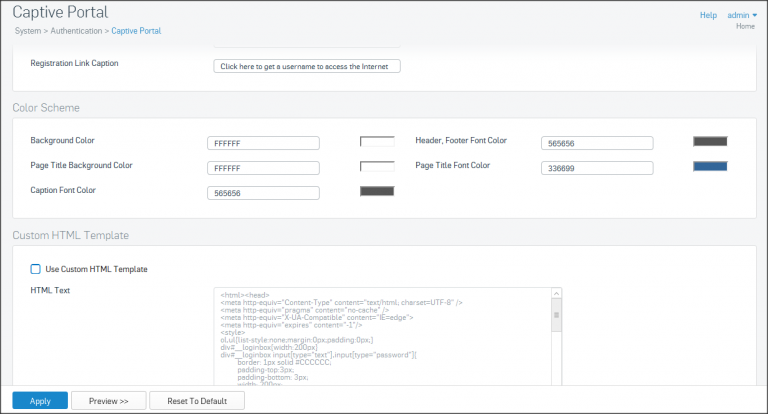 Captive Portal
Help admin
System > Authentication > Captive Portal
Home
Registration Link Caption
Click here to get a username to access the Internet
Color Scheme
Background Color FFFFFF Header, Footer Font Color 565656
Page Title Background Color FFFFFF Page Title Font Color 336699
Caption Font Color 565656
Custom HTML Template
Use Custom HTML Template
HTML Text
<html><head>
<meta http-equiv="Content-Type" content="text/html; charset=UTF-8" />
<meta http-equiv="pragma" content="no-cache" />
<meta http-equiv="X-UA-Compatible" content="IE=edge">
<meta http-equiv="expires" content="-1"/>
<style>
ol,ul{list-style:none;margin:0px;padding:0px;}
div#__loginbox{width:200px}
div#__loginbox input[type="text"],input[type="password"]{
border: 1px solid #CCCCCC;
padding-top:3px;
padding-bottom: 3px;
width: 200px;
Apply Preview >> Reset To Default